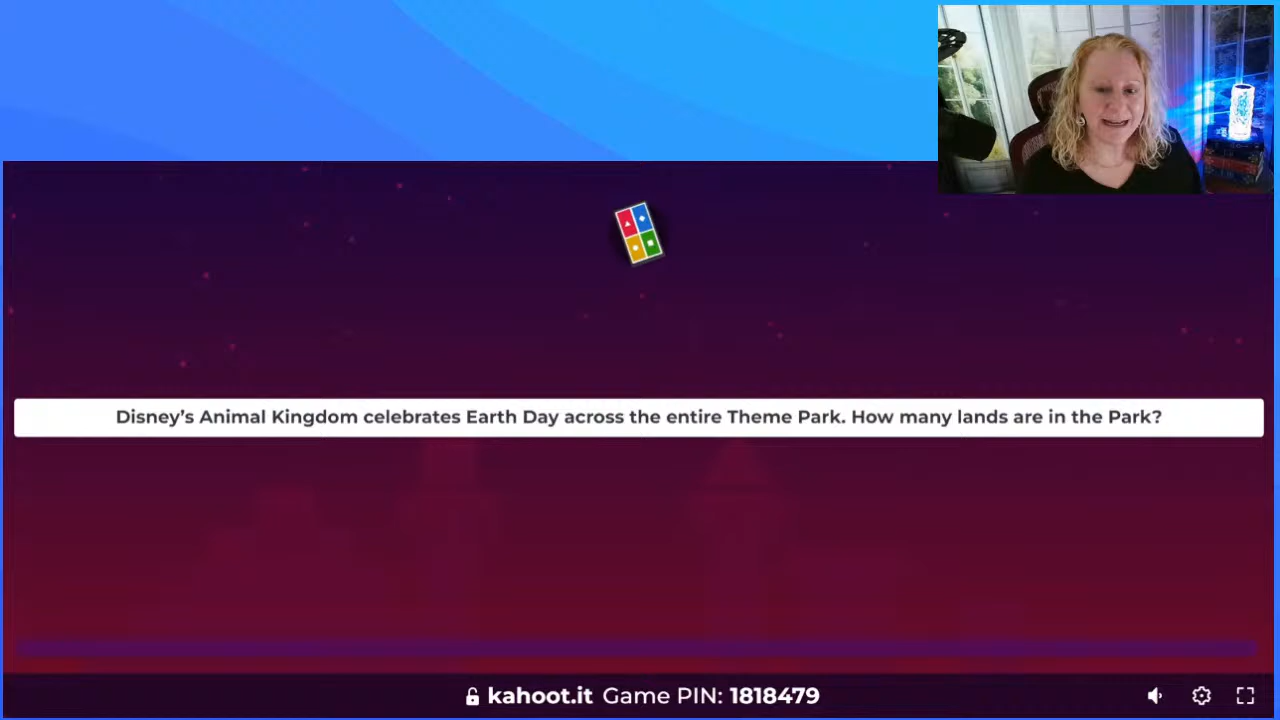 Disney’s Animal Kingdom celebrates Earth Day across the entire Theme Park. How many lands are in the Park?
kahoot.it Game PIN: 1818479